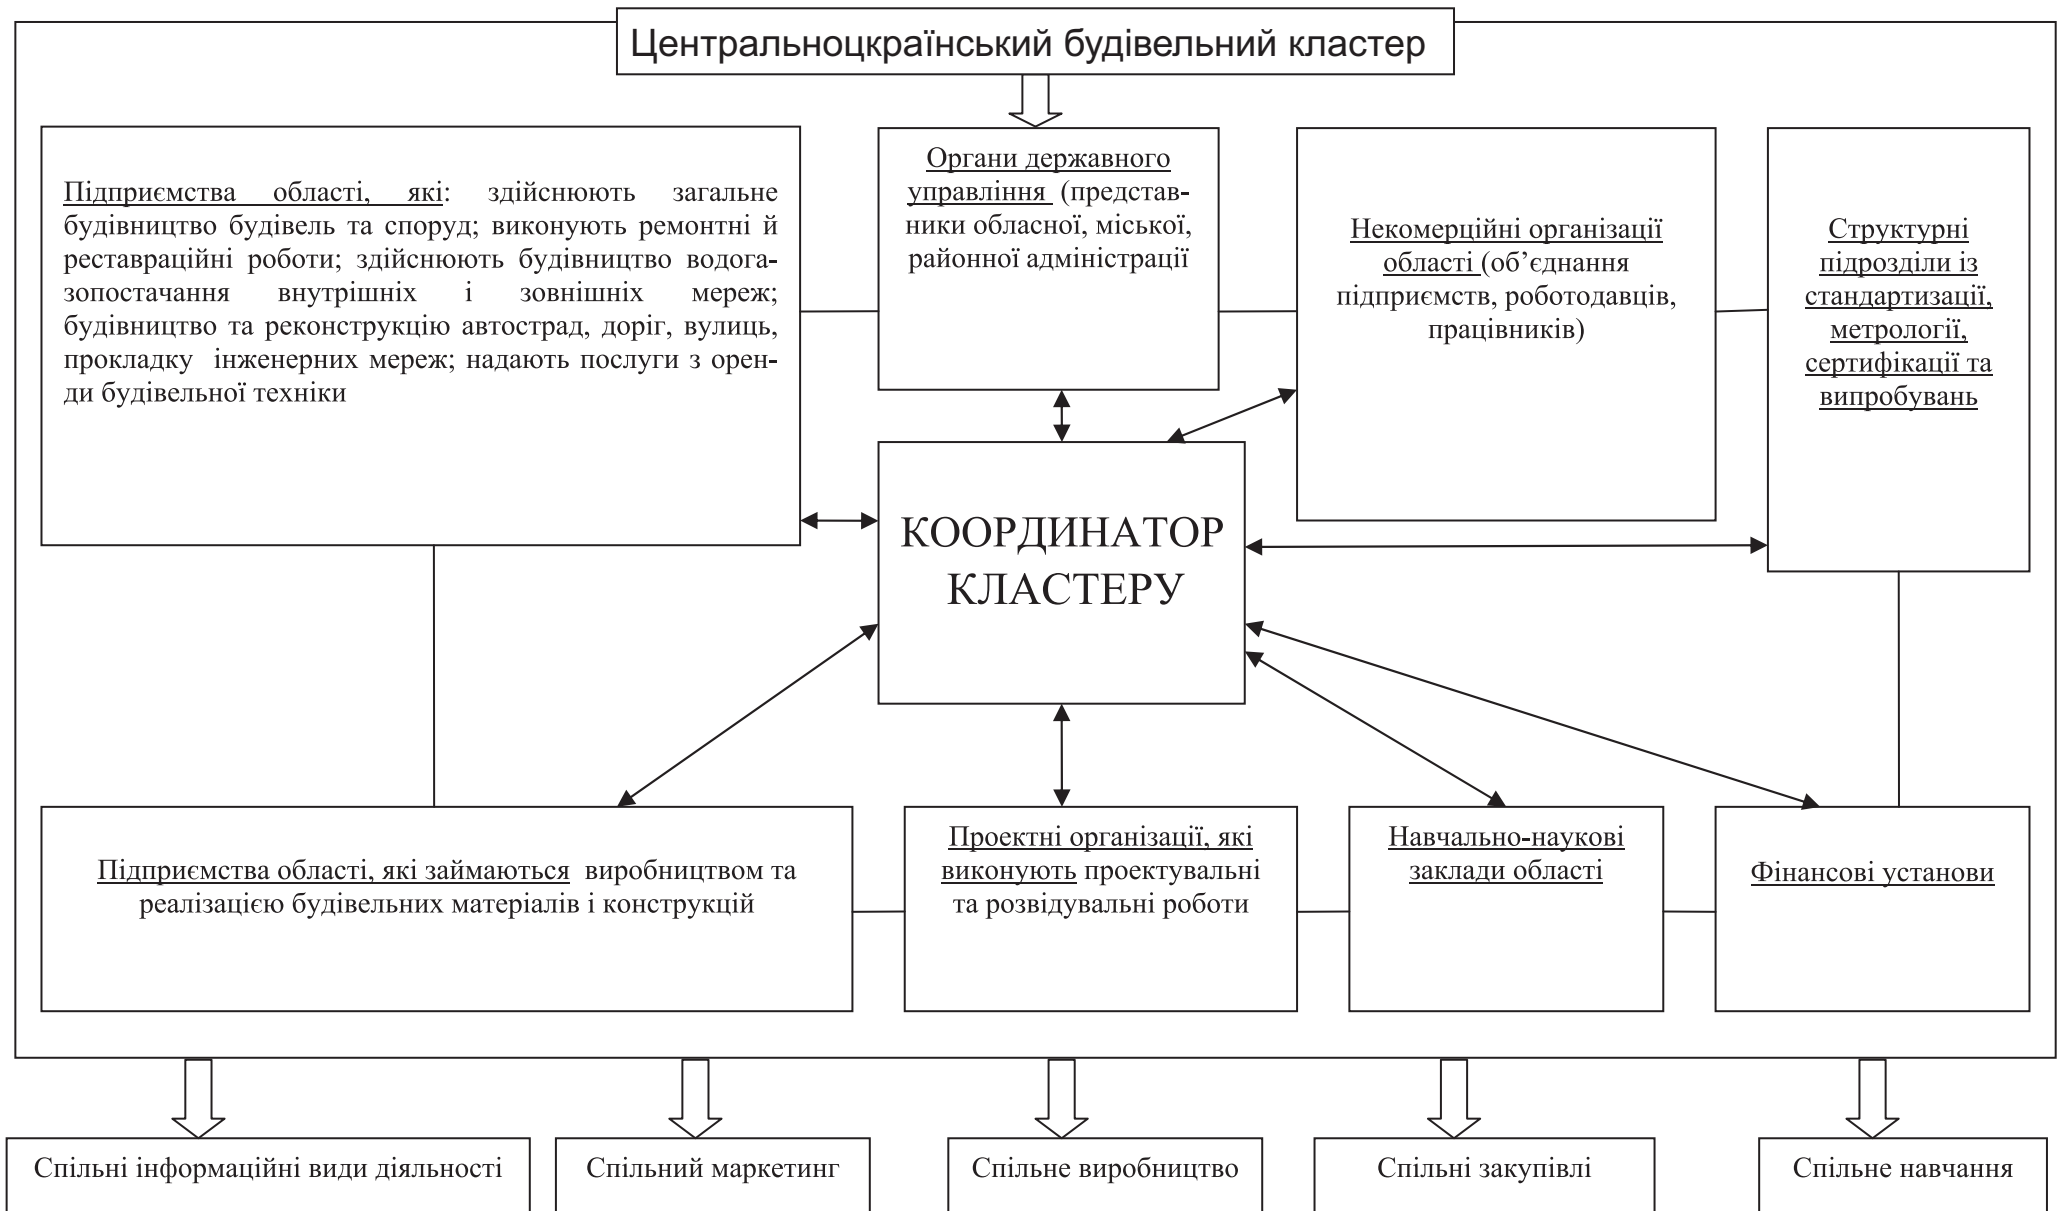 Центральноцкраїнський будівельний кластер
Підприємства області, які: здійснюють загальне
будівництво будівель та споруд; виконують ремонтні й
реставраційні роботи; здійснюють будівництво водога-
зопостачання внутрішніх і зовнішніх мереж;
будівництво та реконструкцію автострад, доріг, вулиць,
прокладку інженерних мереж; надають послуги з орен-
ди будівельної техніки
Органи державного
управління (представ-
ники обласної, міської,
районної адміністрації
Некомерційні організації
області (об’єднання
підприємств, роботодавців,
працівників)
Структурні
підрозділи із
стандартизації,
метрології,
сертифікації та
випробувань
КООРДИНАТОР
КЛАСТЕРУ
Підприємства області, які займаються виробництвом та
реалізацією будівельних матеріалів і конструкцій
Проектні організації, які
виконують проектувальні
та розвідувальні роботи
Навчально-наукові
заклади області
Фінансові установи
Спільні інформаційні види діяльності
Спільний маркетинг
Спільне виробництво
Спільні закупівлі
Спільне навчання